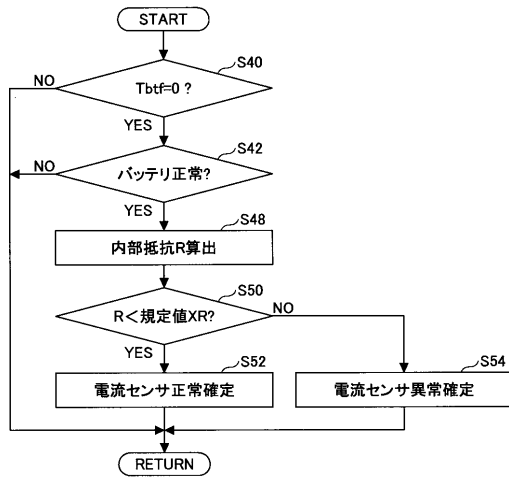 START
S40
Tbtf=0 ?
NO
YES
S42
バッテリ正常?
NO
YES
S48
内部抵抗R算出
S50
R<規定値XR?
NO
YES
S52
電流センサ正常確定
S54
電流センサ異常確定
RETURN